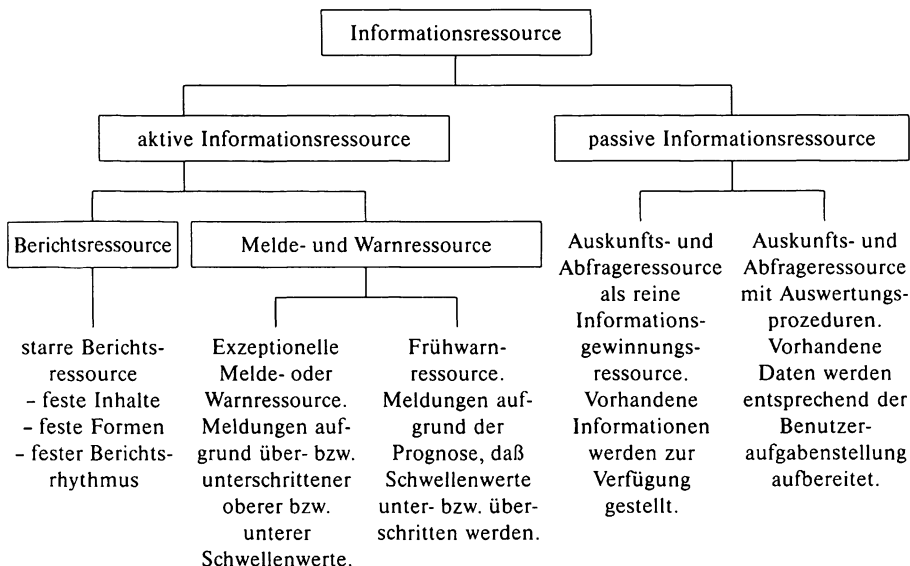 Informationsressource
aktive Informationsressource
passive Informationsressource
Berichtsressource
Melde- und Warnressource
starre Berichts-
ressource
– feste Inhalte
– feste Formen
– fester Berichts-
rhythmus
Exzeptionelle
Melde- oder
Warnressource.
Meldungen auf-
grund über- bzw.
unterschrittener
oberer bzw.
unterer
Schwellenwerte.
Frühwarn-
ressource.
Meldungen auf-
grund der
Prognose, daß
Schwellenwerte
unter- bzw. über-
schritten werden.
Auskunfts- und
Abfrageressource
als reine
Informations-
gewinnungs-
ressource.
Vorhandene
Informationen
werden zur
Verfügung
gestellt.
Auskunfts- und
Abfrageressource
mit Auswertungs-
prozeduren.
Vorhandene
Daten werden
entsprechend der
Benutzer-
aufgabenstellung
aufbereitet.